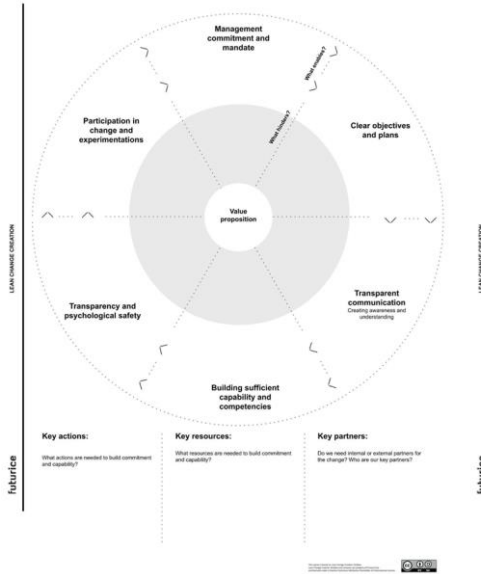 Management
commitment and
mandate
What enables?
What hinders?
Participation in
change and
experimentations
Clear objectives
and plans
Value
proposition
Transparency and
psychological safety
Transparent
communication
Creating awareness and
understanding
Building sufficient
capability and
competencies
LEAN CHANGE CREATION
futurice
Key actions:
What actions are needed to build commitment
and capability?
Key resources:
What resources are needed to build commitment
and capability?
Key partners:
Do we need internal or external partners for
the change? Who are our key partners?
LEAN CHANGE CREATION
futurice